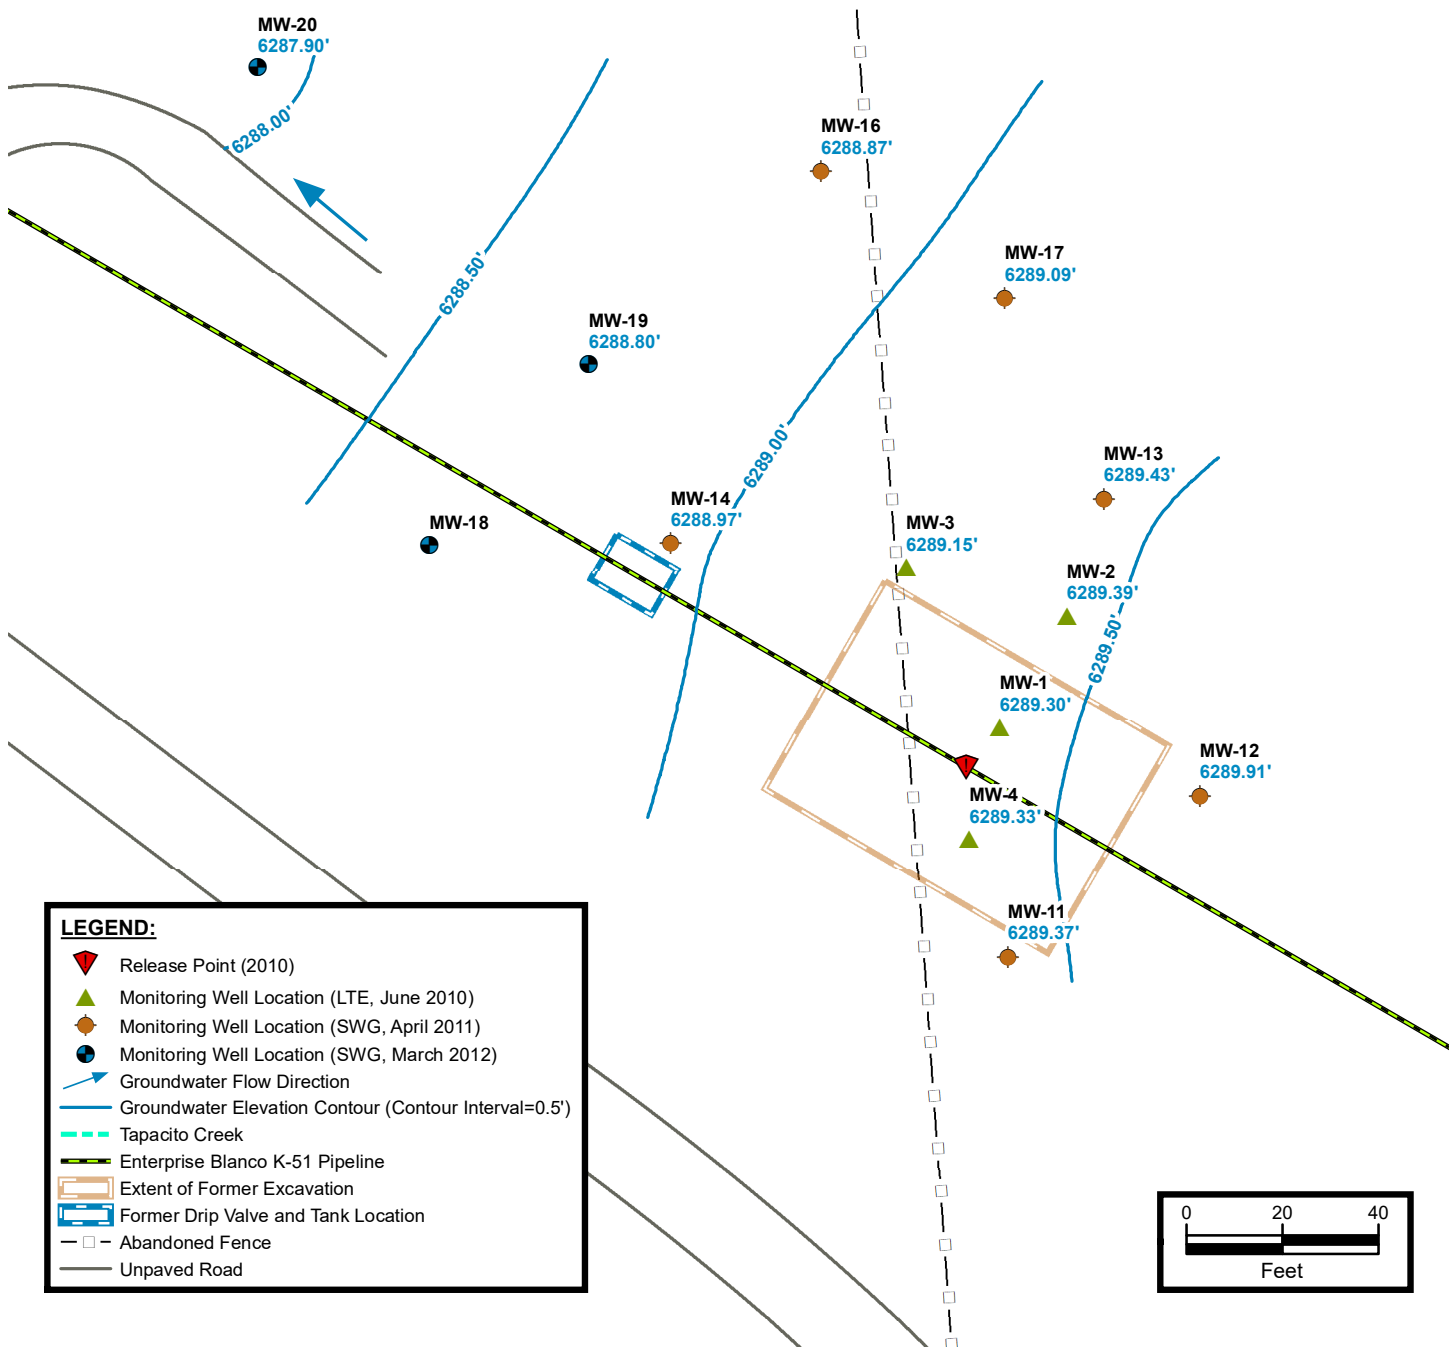 MW-20
6287.90'
6288.00'
MW-16
6288.87'
MW-17
6289.09'
6288.50'
MW-19
6288.80'
6289.00'
MW-13
6289.43'
MW-14
6288.97'
MW-18
MW-3
6289.15'
MW-2
6289.39'
6289.50'
MW-1
6289.30'
MW-12
6289.91'
MW-4
6289.33'
MW-11
6289.37'
LEGEND:
Release Point (2010)
Monitoring Well Location (LTE, June 2010)
Monitoring Well Location (SWG, April 2011)
Monitoring Well Location (SWG, March 2012)
Groundwater Flow Direction
Groundwater Elevation Contour (Contour Interval=0.5')
Tapacito Creek
Enterprise Blanco K-51 Pipeline
Extent of Former Excavation
Former Drip Valve and Tank Location
Abandoned Fence
Unpaved Road
0 20 40
Feet